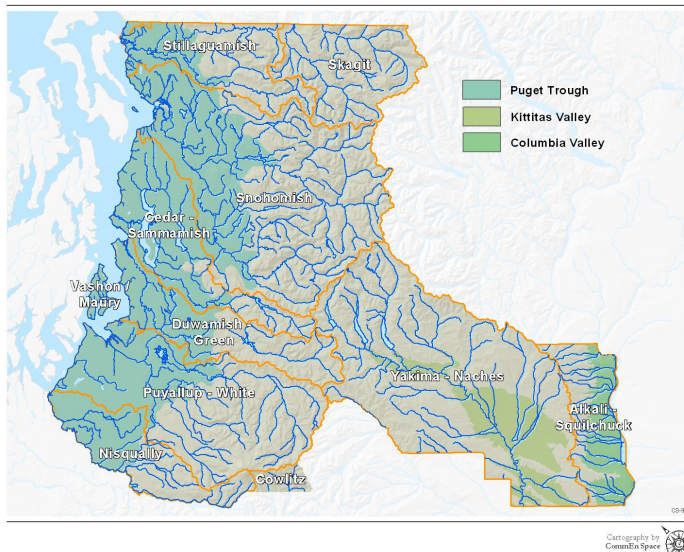 Stillaguamish
Skagit
Puget Trough
Kittitas Valley
Columbia Valley
Snohomish
Cedar -
Sammamish
Vashon /
Maury
Duwamish -
Green
Yakima - Naches
Puyallup - White
Alkali -
Squilchuck
Nisqually
Cowlitz
Cartography by
CommEn Space